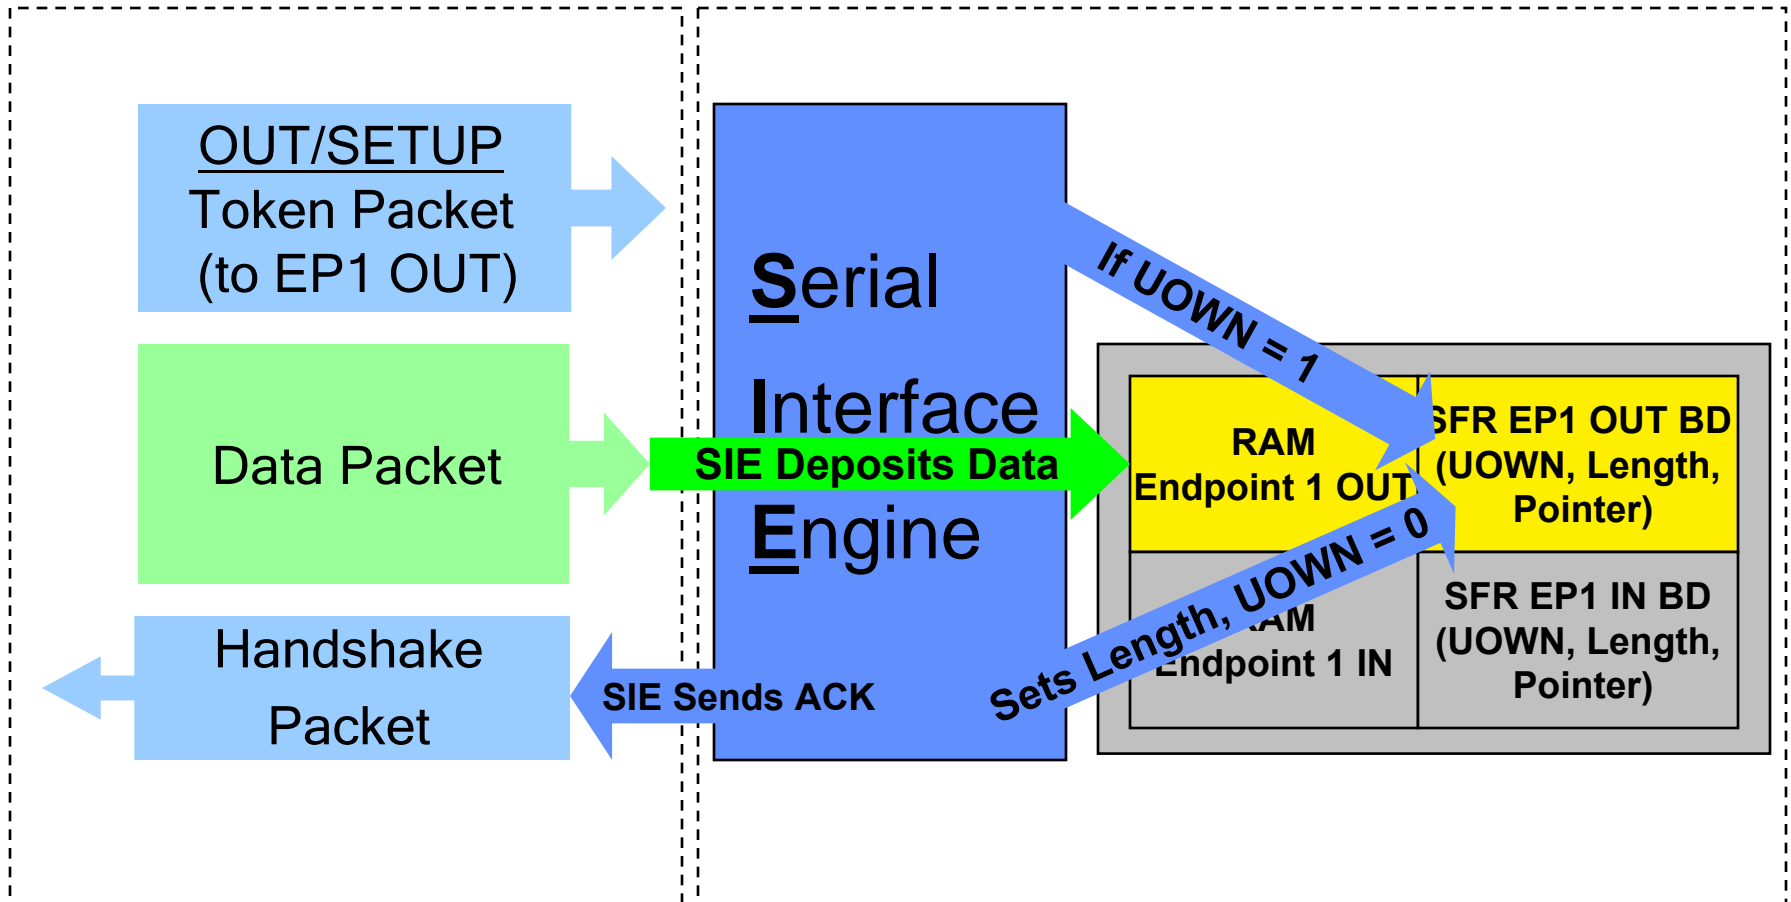 OUT/SETUP
Token Packet
(to EP1 OUT)
Data Packet
Handshake
Packet
Serial
Interface
Engine
SIE Deposits Data
SIE Sends ACK
If UOWN = 1
Sets Length, UOWN = 0
RAM
Endpoint 1 OUT
SFR EP1 OUT BD
(UOWN, Length,
Pointer)
RAM
Endpoint 1 IN
SFR EP1 IN BD
(UOWN, Length,
Pointer)